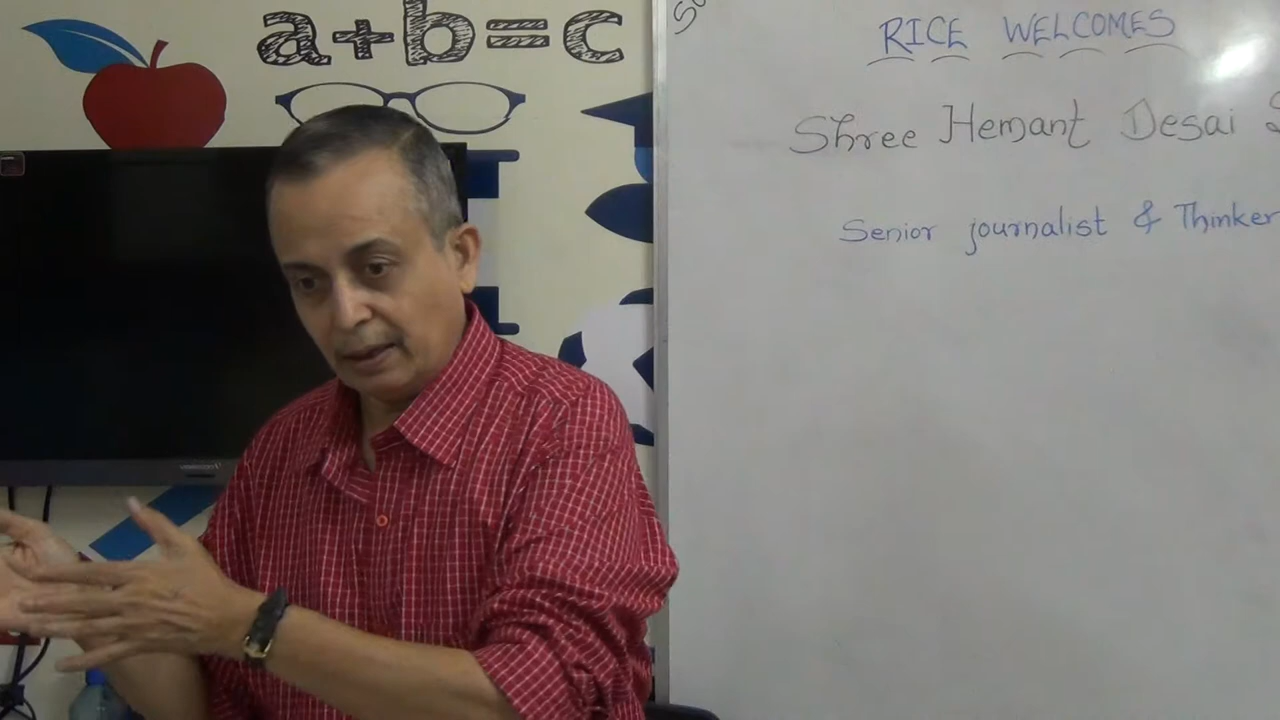 a+b=c
RICE WELCOMES
Shree Hemant Desai
Senior journalist & Thinker